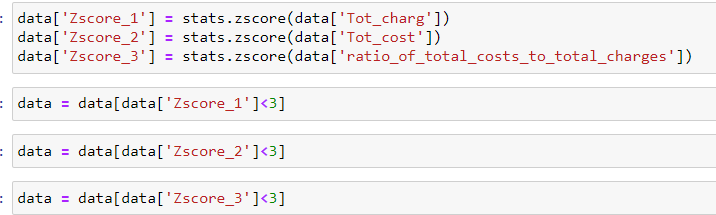 data['Zscore_1'] = stats.zscore(data['Tot_charg'])
data['Zscore_2'] = stats.zscore(data['Tot_cost'])
data['Zscore_3'] = stats.zscore(data['ratio_of_total_costs_to_total_charges'])
: data = data[data['Zscore_1']<3]
: data = data[data['Zscore_2']<3]
: data = data[data['Zscore_3']<3]